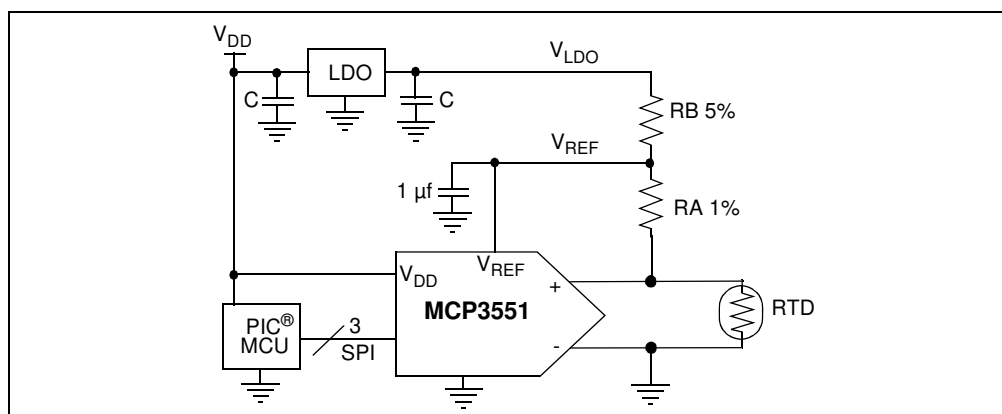 VDD
LDO
VLDO
C
C
RB 5%
VREF
1 µf
RA 1%
VDD
VREF
+
MCP3551
RTD
PIC®
MCU
3
SPI
-